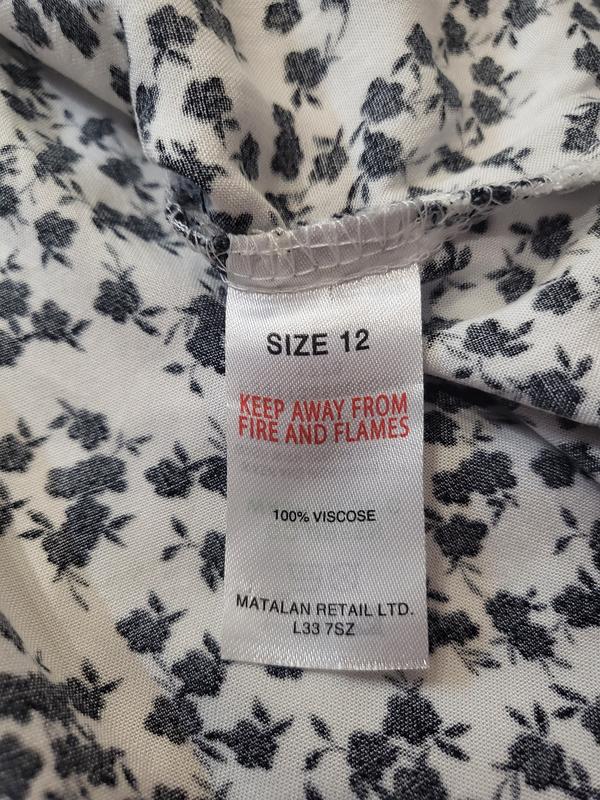 SIZE 12
KEEP AWAY FROM
FIRE AND FLAMES
100% VISCOSE
MATALAN RETAIL LTD.
L33 7SZ